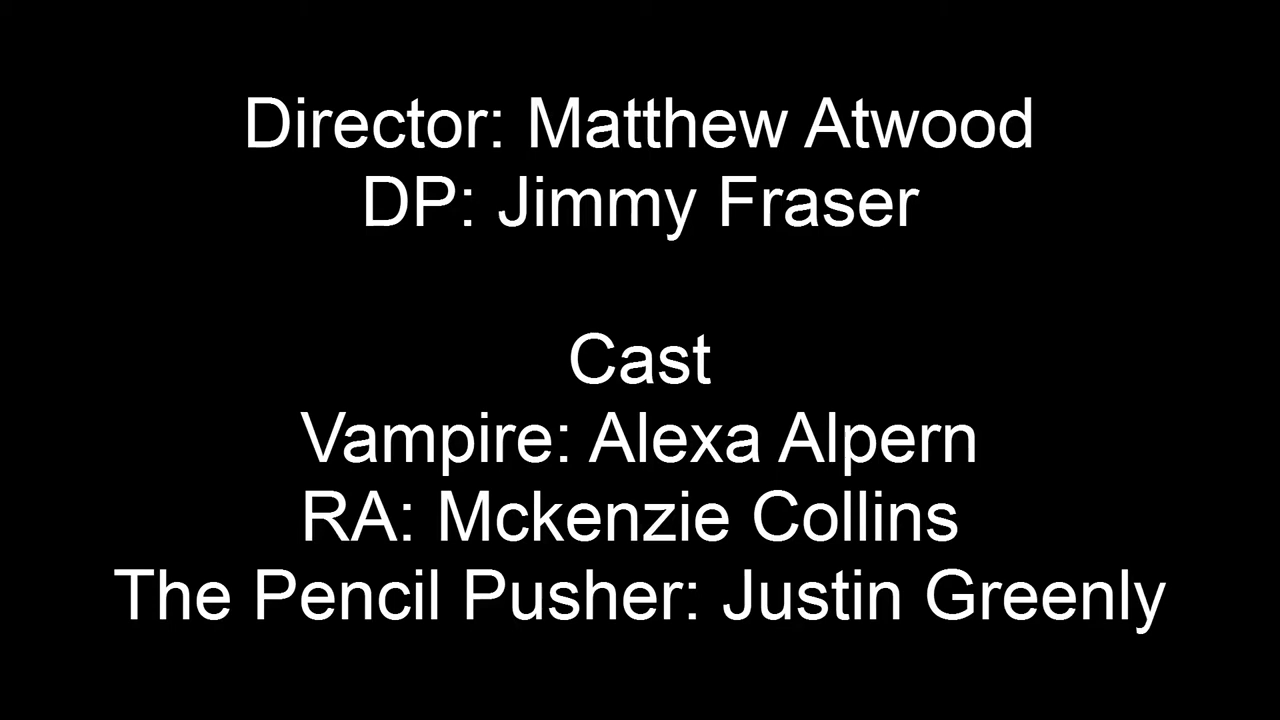 Director: Matthew Atwood
DP: Jimmy Fraser
Cast
Vampire: Alexa Alpern
RA: Mckenzie Collins
The Pencil Pusher: Justin Greenly